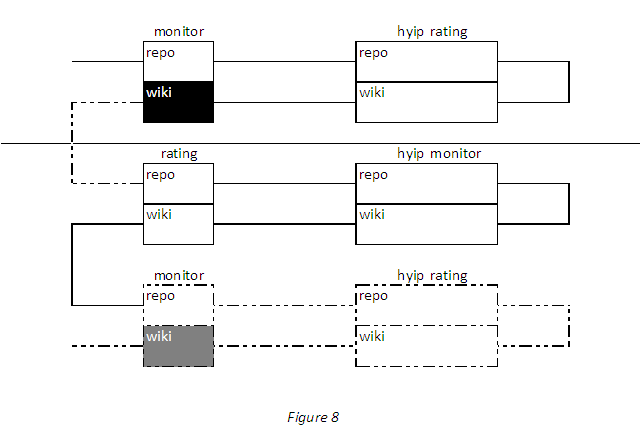 monitor hyip rating
repo repo
wiki wiki
rating hyip monitor
repo repo
wiki wiki
monitor hyip rating
repo repo
wiki wiki
Figure 8